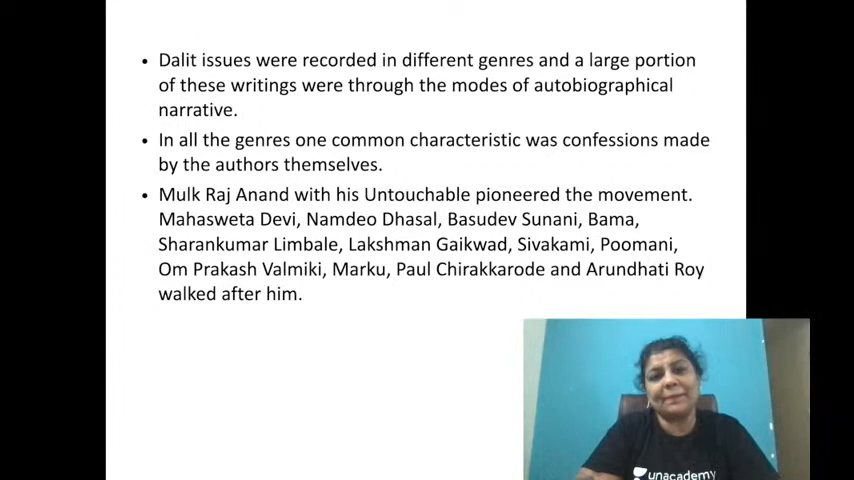 • Dalit issues were recorded in different genres and a large portion
of these writings were through the modes of autobiographical
narrative.
• In all the genres one common characteristic was confessions made
by the authors themselves.
• Mulk Raj Anand with his Untouchable pioneered the movement.
Mahasweta Devi, Namdeo Dhasal, Basudev Sunani, Bama,
Sharankumar Limbale, Lakshman Gaikwad, Sivakami, Poomani,
Om Prakash Valmiki, Marku, Paul Chirakkarode and Arundhati Roy
walked after him.
unacademy